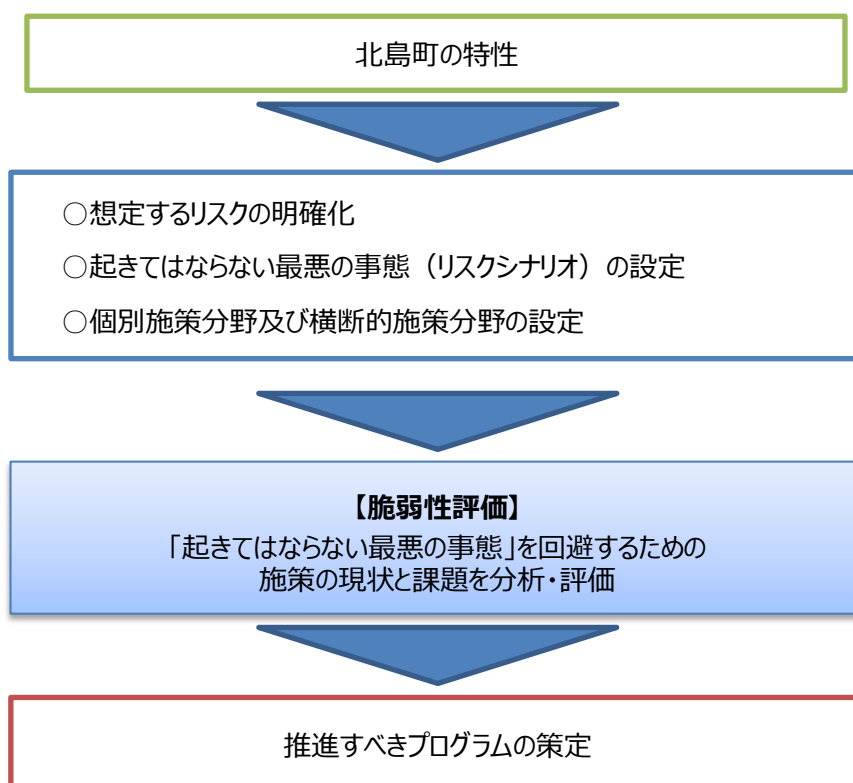 北島町の特性
○想定するリスクの明確化
○起きてはならない最悪の事態（リスクシナリオ）の設定
○個別施策分野及び横断的施策分野の設定
【脆弱性評価】
「起きてはならない最悪の事態」を回避するための
施策の現状と課題を分析・評価
推進すべきプログラムの策定